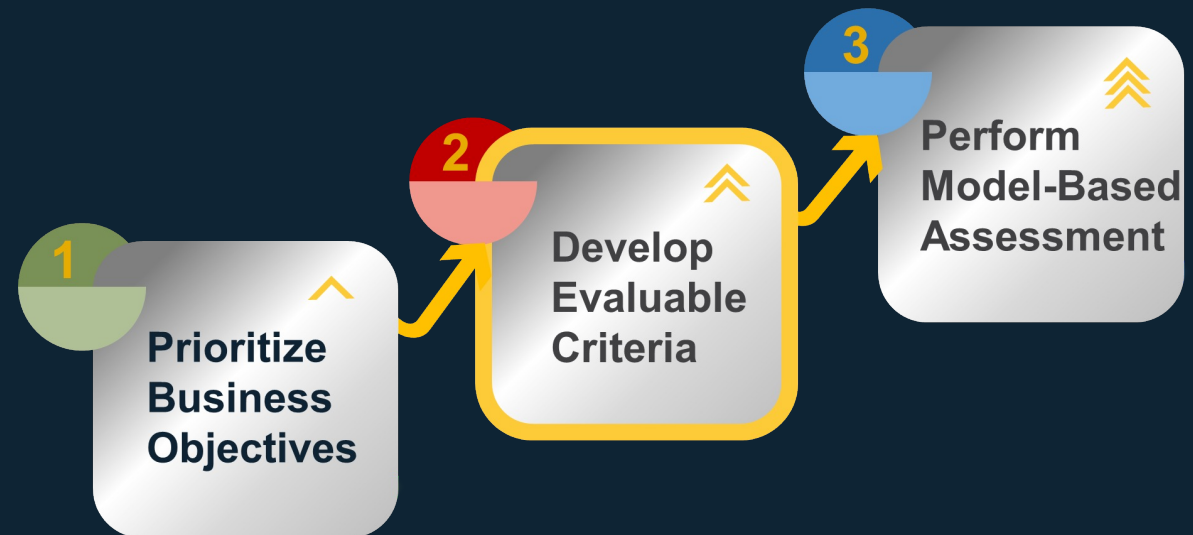 1
Prioritize
Business
Objectives
2
Develop
Evaluable
Criteria
3
Perform
Model-Based
Assessment